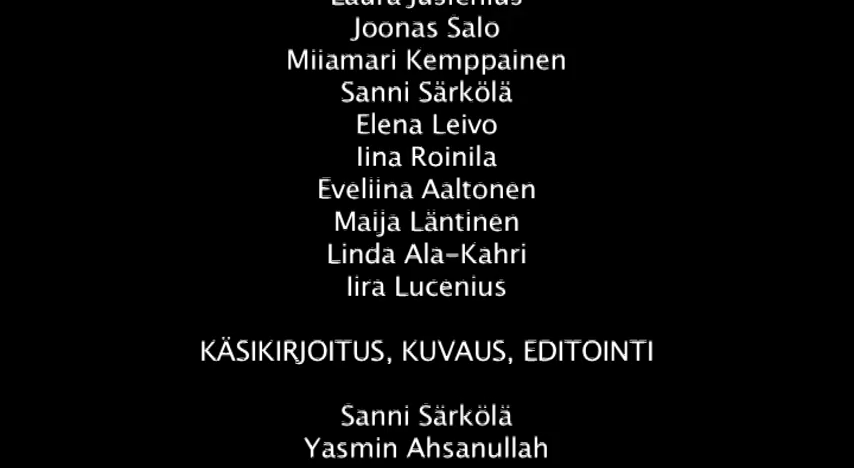 Joonas Salo
Miiamari Kemppainen
Sanni Särkölä
Elena Leivo
Iina Roinila
Eveliina Aaltonen
Maija Läntinen
Linda Ala-Kahri
Iira Lucenius
KÄSIKIRJOITUS, KUVAUS, EDITOINTI
Sanni Särkölä
Yasmin Ahsanullah